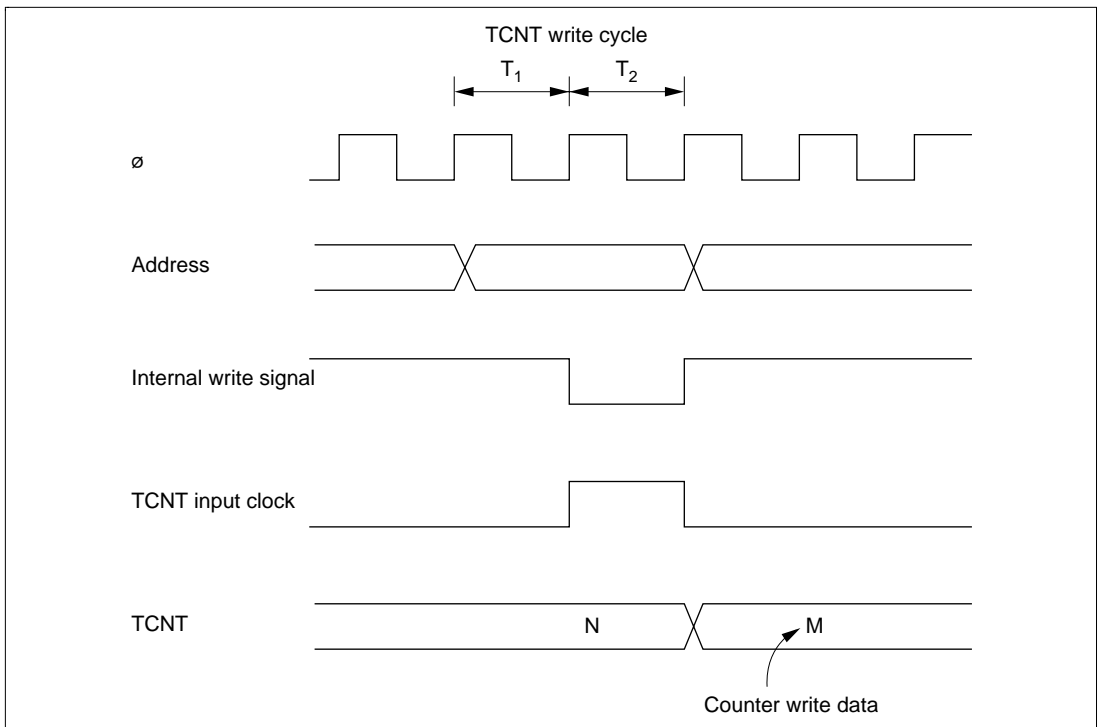 TCNT write cycle
T1 T2
ø
Address
Internal write signal
TCNT input clock
TCNT N M
Counter write data